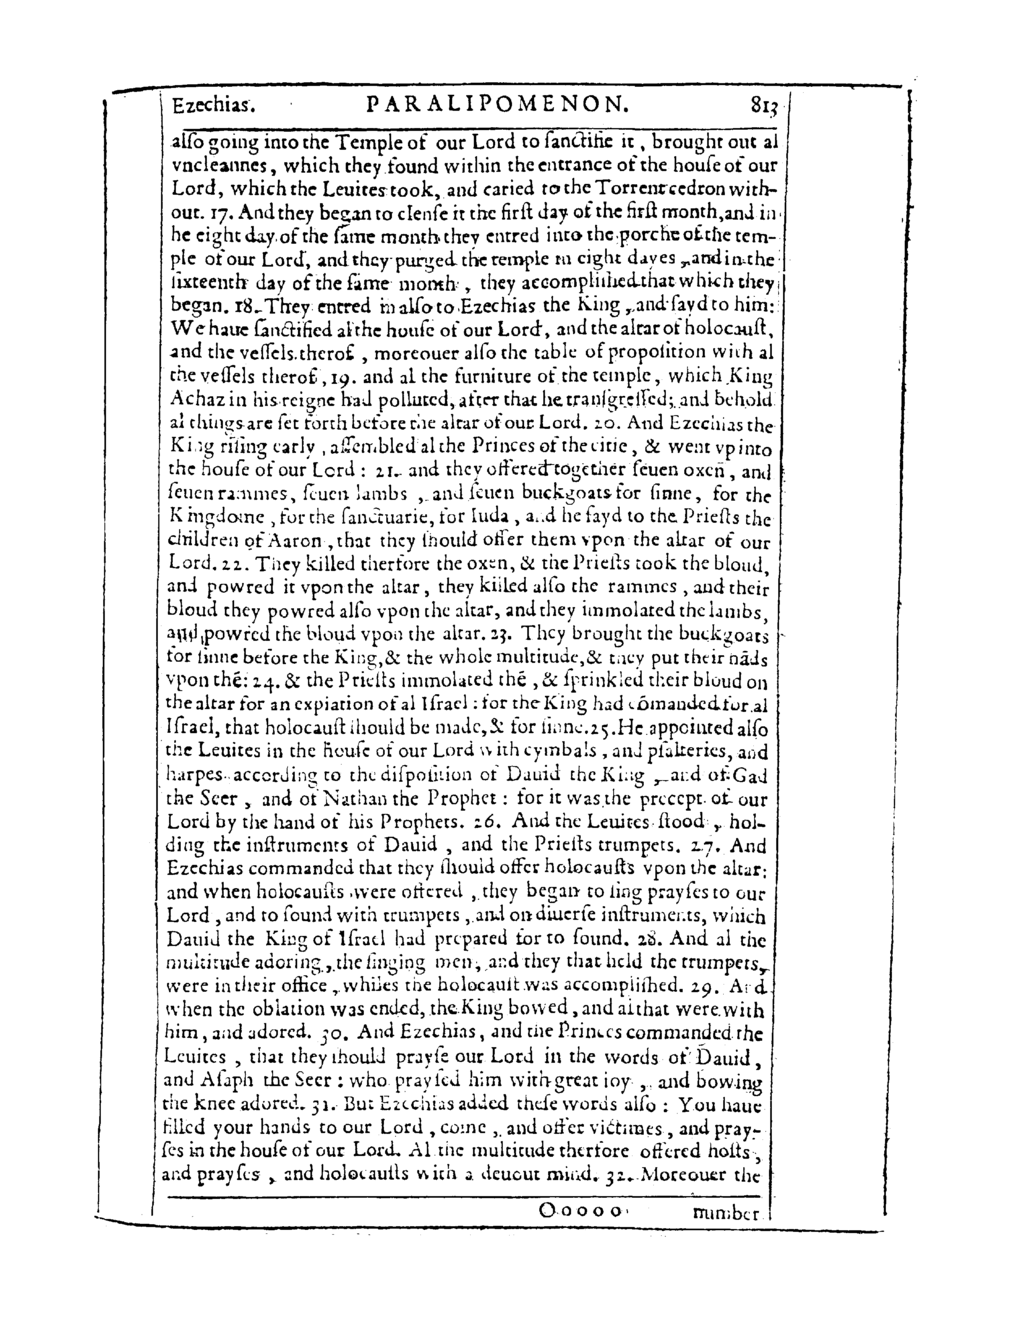 Ezechias. PARALIPOMENON. 813
alſo going into the Temple of our Lord to ſanctifie it, brought out al
vncleannes, which they found within the entrance of the houſe of our
Lord, which the Leuites took, and caried to the Torrent cedron with-
out. 17. And they began to clenſe it the firſt day of the firſt month, and in
he eight day of the ſame month they entred into the porche of the tem-
ple of our Lord, and they purged the temple in eight dayes, and in the
ſixteenth day of the ſame month, they accompliſhed that which they
began. 18. They entred in alſo to Ezechias the King, and ſayd to him:
We haue ſanctified al the houſe of our Lord, and the altar of holocauſt,
and the veſſels therof, moreouer alſo the table of propoſition with al
the veſſels therof, 19. and al the furniture of the temple, which King
Achaz in his reigne had polluted, after that he tranſgreſſed; and behold
al things are ſet forth before the altar of our Lord. 20. And Ezechias the
King riſing early, aſſembled al the Princes of the citie, & went vp into
the houſe of our Lord: 21. and they offered together ſeuen oxen, and
ſeuen rammes, ſeuen lambs, and ſeuen buckgoats for ſinne, for the
Kingdome, for the ſanctuarie, for Iuda, and he ſayd to the Prieſts the
children of Aaron, that they ſhould offer them vpon the altar of our
Lord. 22. They killed therfore the oxen, & the Prieſts took the bloud,
and powred it vpon the altar, they killed alſo the rammes, and their
bloud they powred alſo vpon the altar, and they immolated the lambs,
and powred the bloud vpon the altar. 23. They brought the buckgoats
for ſinne before the King, & the whole multitude, & they put their hāds
vpon thē: 24. & the Prieſts immolated thē, & ſprinkled their bloud on
the altar for an expiation of al Iſrael: for the King had cōmanded for al
Iſrael, that holocauſt ſhould be made, & for ſinne. 25. He appointed alſo
the Leuites in the houſe of our Lord with cymbals, and pſalteries, and
harpes according to the diſpoſition of Dauid the King, and of Gad
the Seer, and of Nathan the Prophet: for it was the precept of our
Lord by the hand of his Prophets. 26. And the Leuites ſtood, hol-
ding the inſtruments of Dauid, and the Prieſts trumpets. 27. And
Ezechias commanded that they ſhould offer holocauſts vpon the altar:
and when holocauſts were offered, they began to ſing prayſes to our
Lord, and to ſound with trumpets, and on diuerſe inſtruments, which
Dauid the King of Iſrael had prepared for to ſound. 28. And al the
multitude adoring, the ſinging men, and they that held the trumpets,
were in their office, whiles the holocauſt was accompliſhed. 29. And
when the oblation was ended, the King bowed, and al that were with
him, and adored. 30. And Ezechias, and the Princes commanded the
Leuites, that they ſhould prayſe our Lord in the words of Dauid,
and Aſaph the Seer: who prayſed him with great ioy, and bowing
the knee adored. 31. But Ezechias added theſe words alſo: You haue
filled your hands to our Lord, come, and offer victimes, and pray-
ſes in the houſe of our Lord. Al the multitude therfore offered hoſts,
and prayſes, and holocauſts with a deuout mind. 32. Moreouer the
Ooooo number